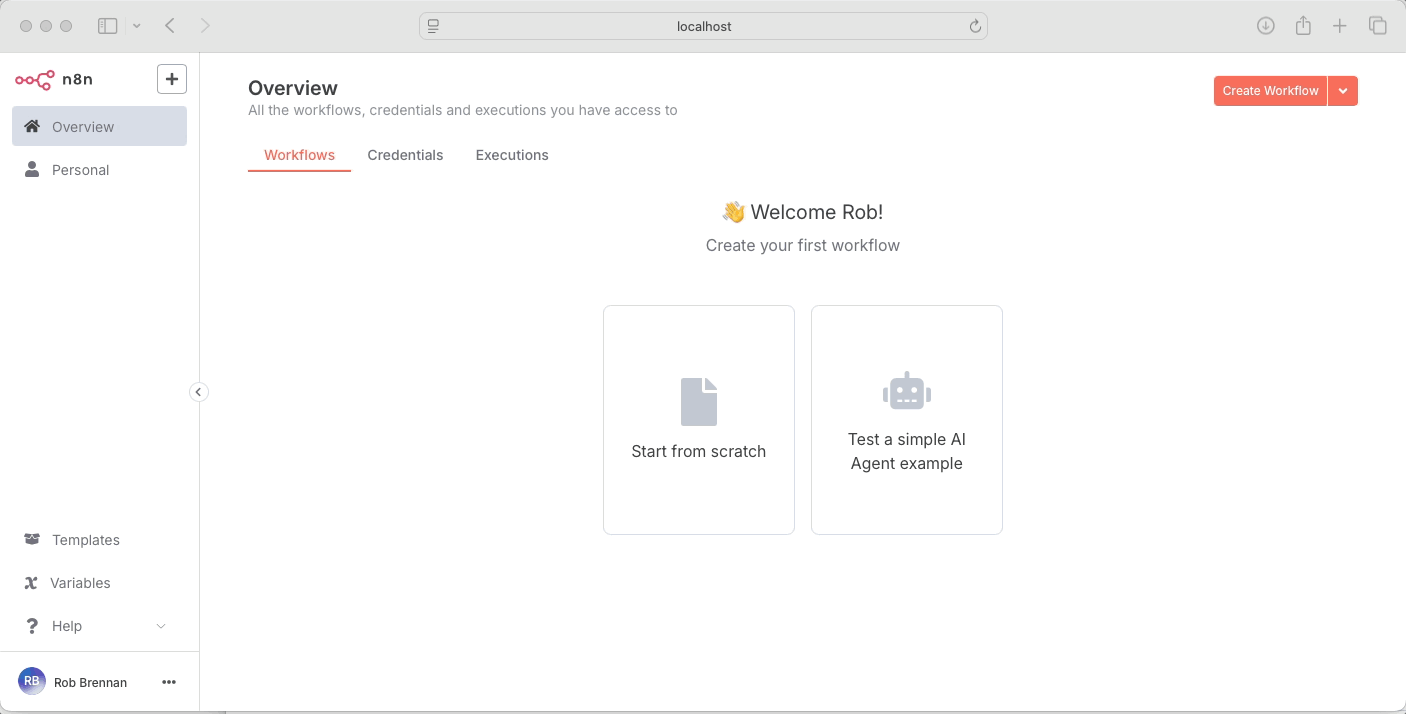 localhost
n8n
Overview
Personal
Templates
Variables
Help
RB
Rob Brennan
Overview
All the workflows, credentials and executions you have access to
Create Workflow
Workflows
Credentials
Executions
👋 Welcome Rob!
Create your first workflow
Start from scratch
Test a simple AI
Agent example